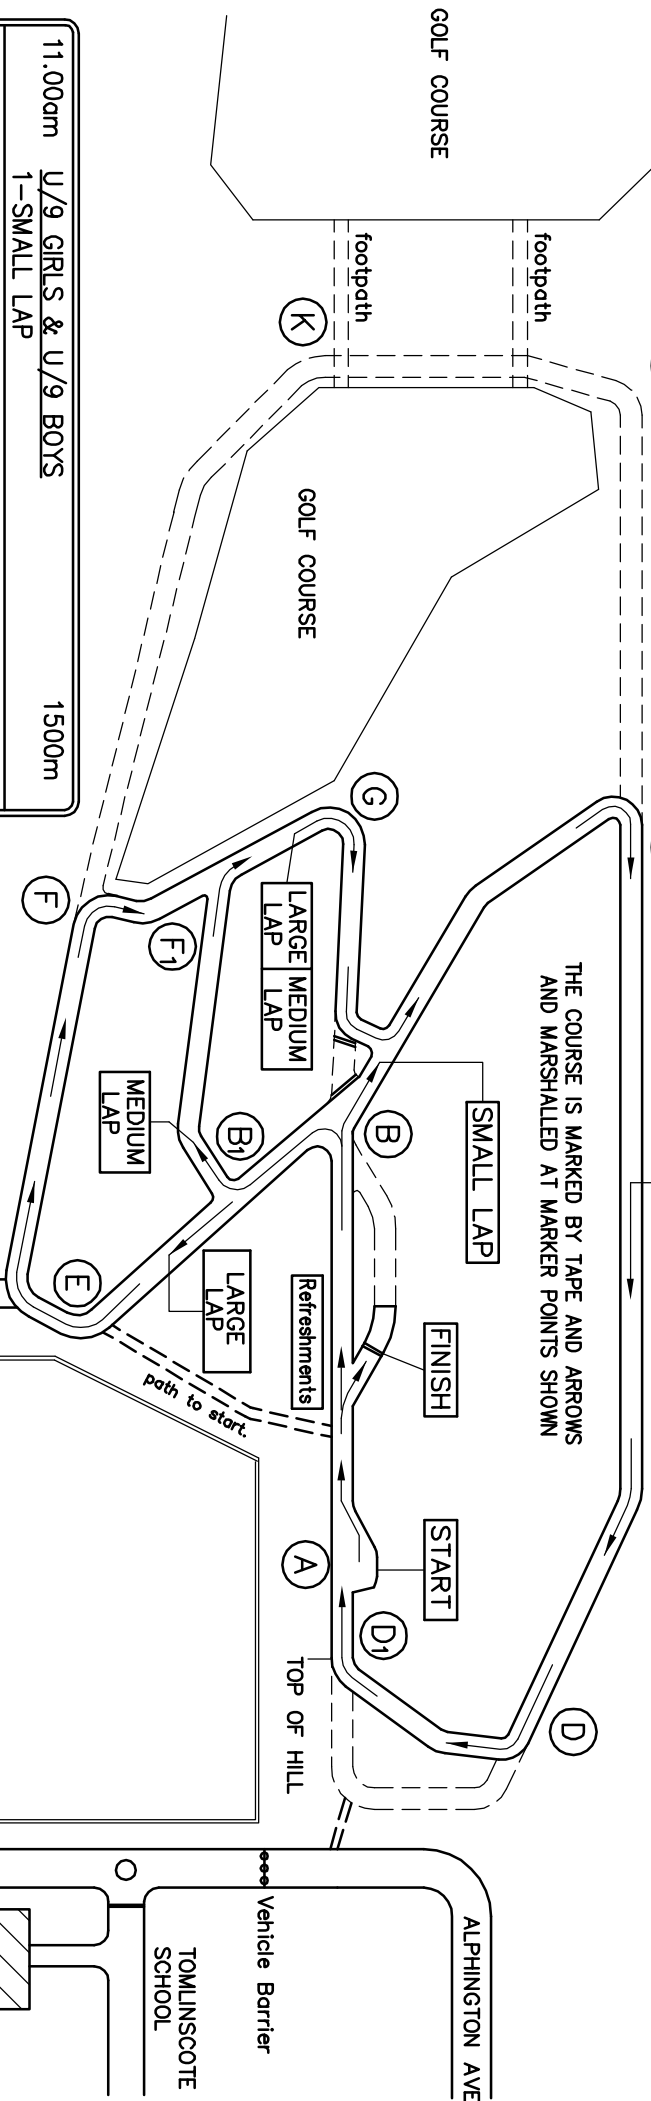 GOLF COURSE
footpath
footpath
K
GOLF COURSE
11.00am U/9 GIRLS & U/9 BOYS 1500m
1-SMALL LAP
THE COURSE IS MARKED BY TAPE AND ARROWS
AND MARSHALLED AT MARKER POINTS SHOWN
G
F
F1
LARGE
LAP
MEDIUM
LAP
SMALL LAP
B
B1
MEDIUM
LAP
E
LARGE
LAP
Refreshments
FINISH
path to start.
START
A
D1
D
TOP OF HILL
ALPHINGTON AVE
Vehicle Barrier
TOMLINSCOTE
SCHOOL